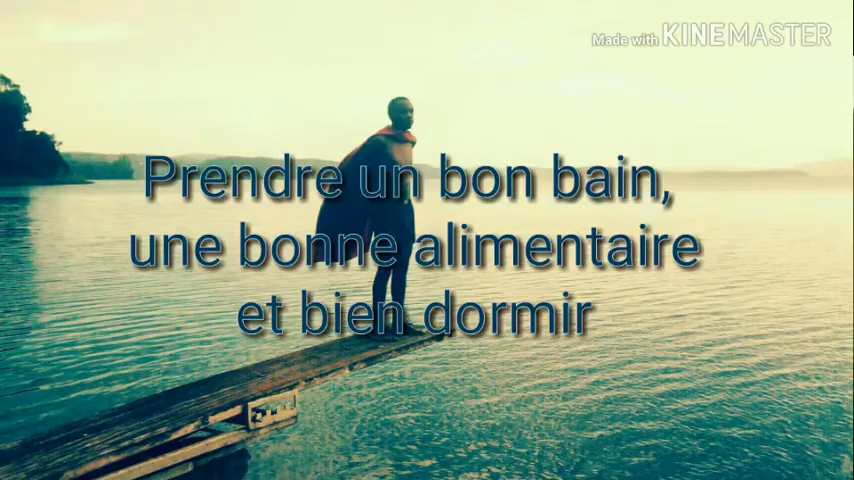 Made with KINEMASTER
Prendre un bon bain,
une bonne alimentaire
et bien dormir